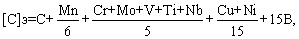 [C]э=C+ Mn/6 + Cr+Mo+V+Ti+Nb/5 + Cu+Ni/15 +15B,